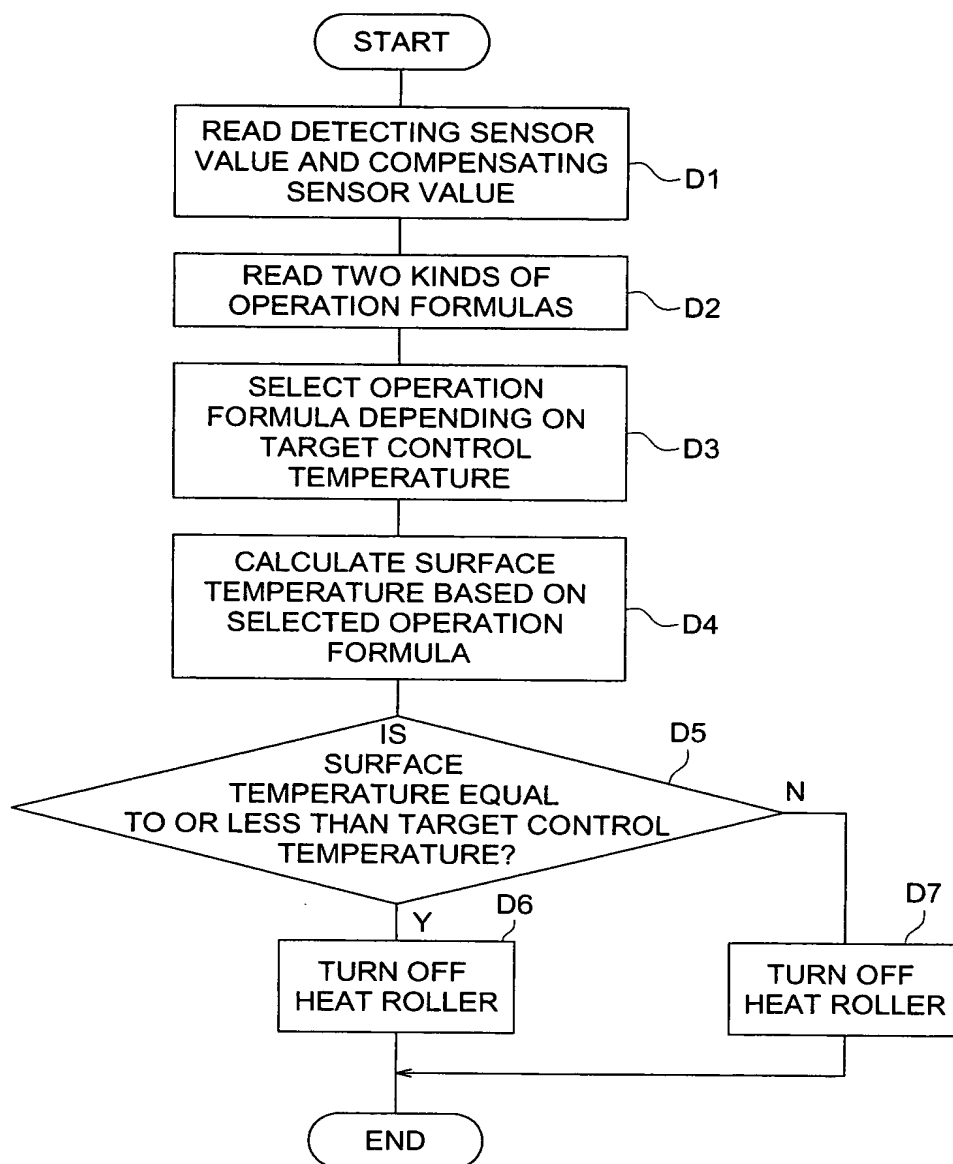 START
READ DETECTING SENSOR
VALUE AND COMPENSATING
SENSOR VALUE
D1
READ TWO KINDS OF
OPERATION FORMULAS
D2
SELECT OPERATION
FORMULA DEPENDING ON
TARGET CONTROL
TEMPERATURE
D3
CALCULATE SURFACE
TEMPERATURE BASED ON
SELECTED OPERATION
FORMULA
D4
IS
SURFACE
TEMPERATURE EQUAL
TO OR LESS THAN TARGET CONTROL
TEMPERATURE?
D5
N
Y
D6
TURN OFF
HEAT ROLLER
D7
TURN OFF
HEAT ROLLER
END